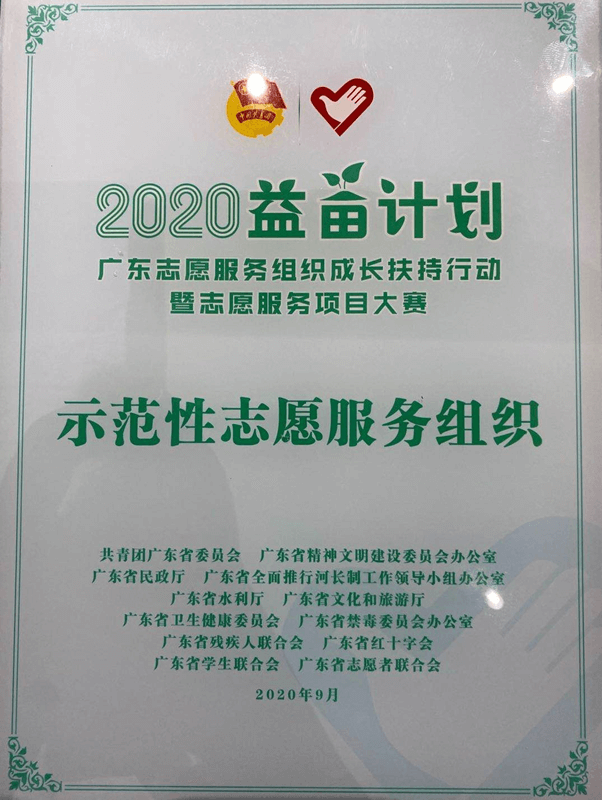 2020益苗计划
广东志愿服务组织成长扶持行动
暨志愿服务项目大赛
示范性志愿服务组织
共青团广东省委员会 广东省精神文明建设委员会办公室
广东省民政厅 广东省全面推行河长制工作领导小组办公室
广东省水利厅 广东省文化和旅游厅
广东省卫生健康委员会 广东省禁毒委员会办公室
广东省残疾人联合会 广东省红十字会
广东省学生联合会 广东省志愿者联合会
2020年9月